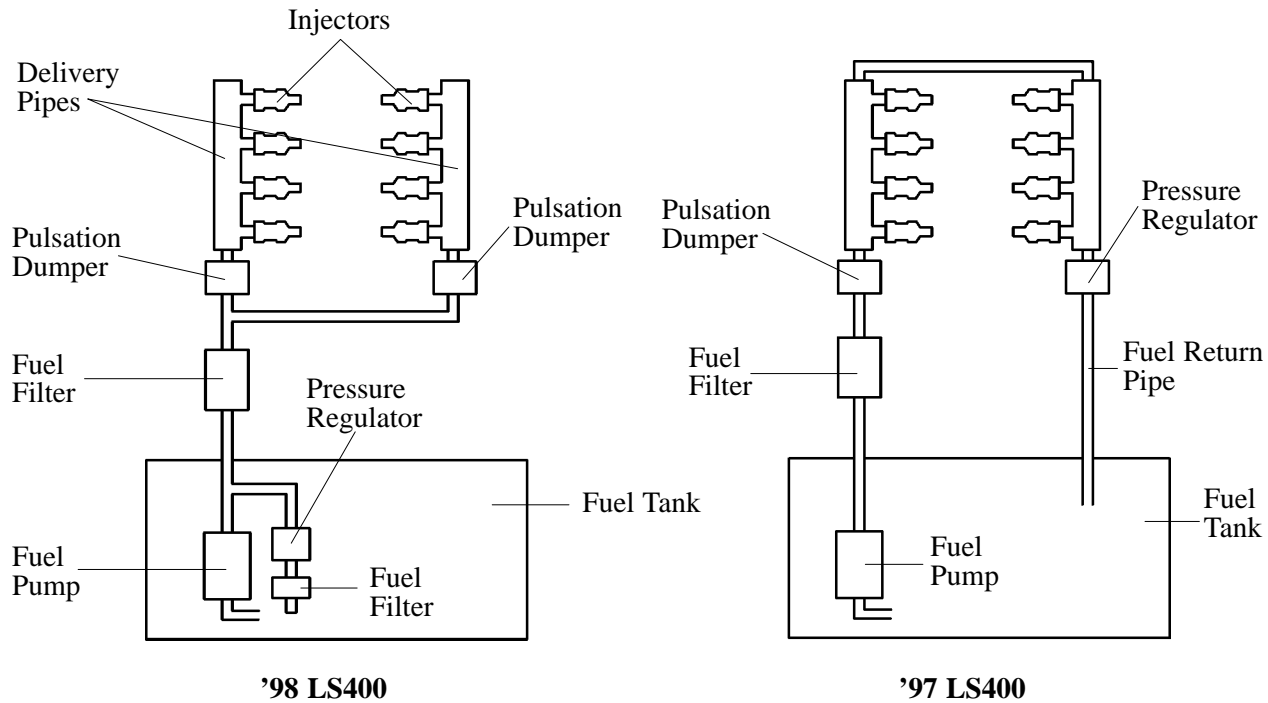 Injectors
Delivery
Pipes
Pulsation
Dumper
Pulsation
Dumper
Fuel
Filter
Pressure
Regulator
Fuel Tank
Fuel
Pump
Fuel
Filter
’98 LS400
Pulsation
Dumper
Pressure
Regulator
Fuel
Filter
Fuel Return
Pipe
Fuel
Tank
Fuel
Pump
’97 LS400